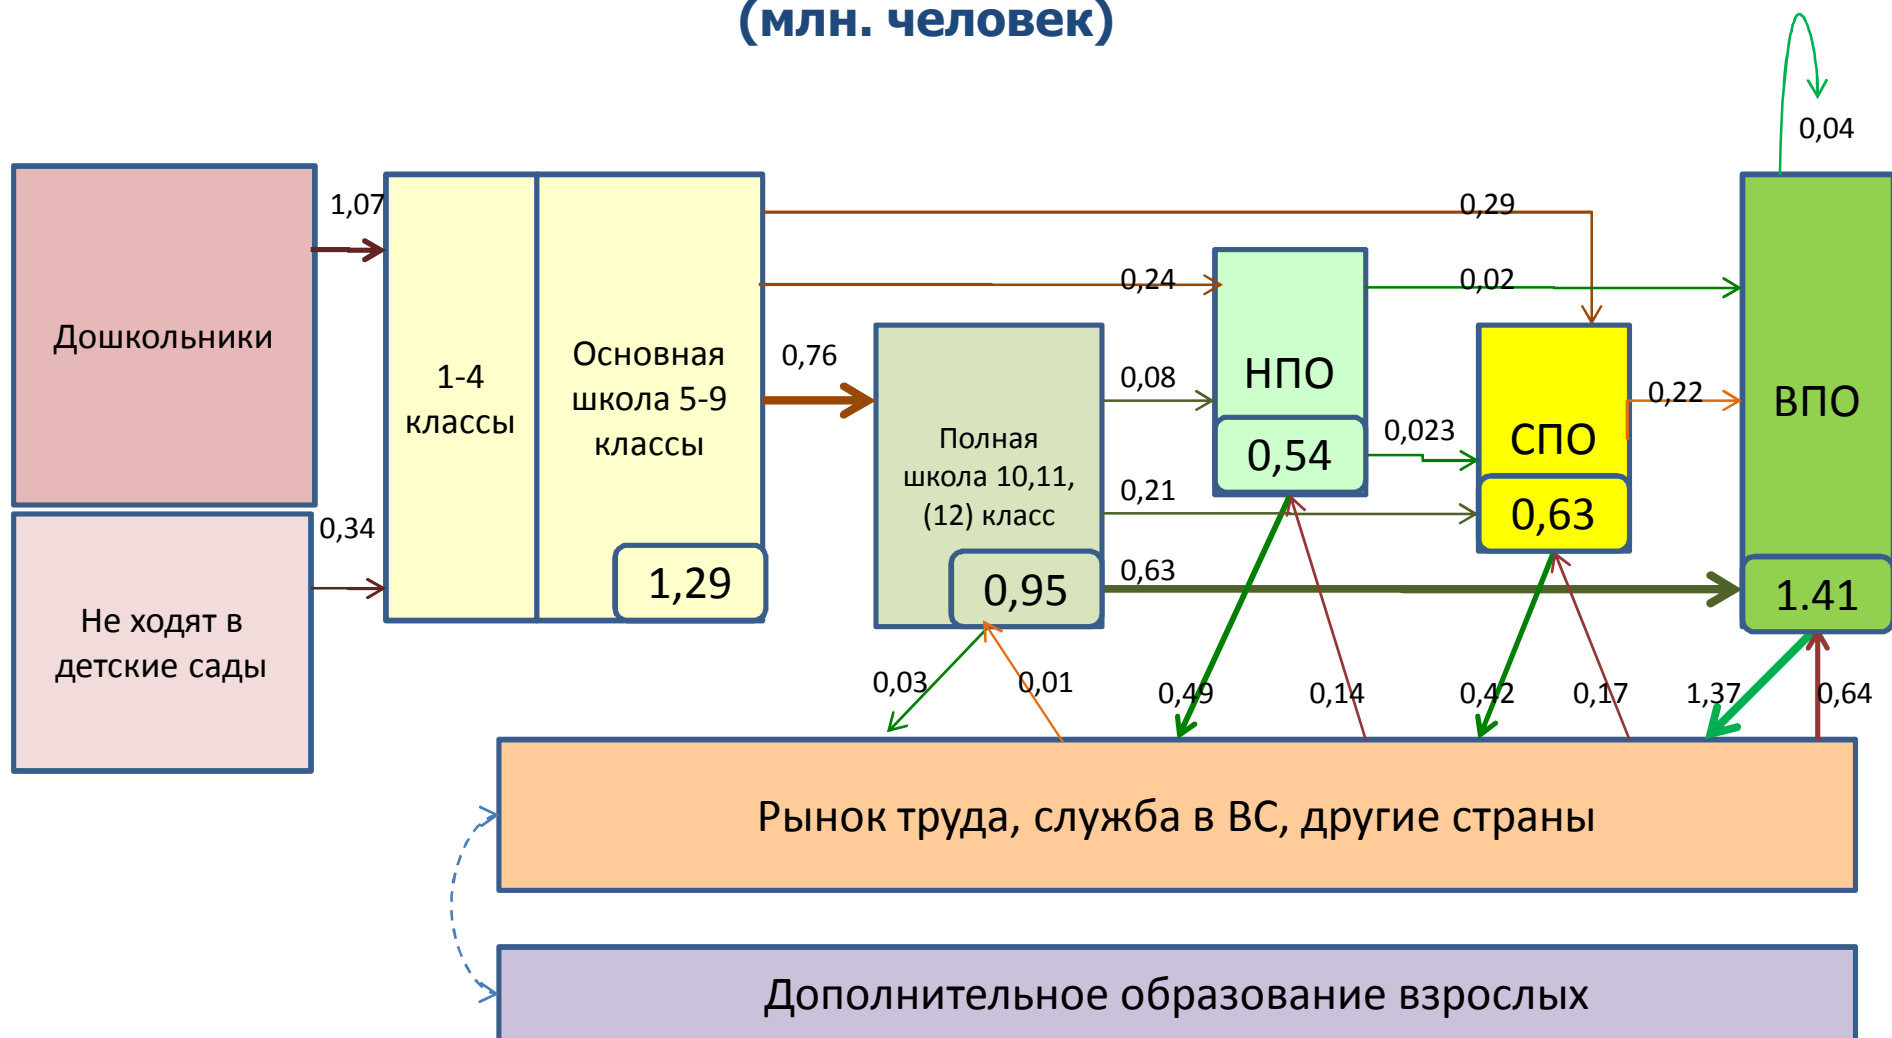 (млн. человек)
0,04
1,07
0,29
0,24
0,02
Дошкольники
1-4
классы
Основная
школа 5-9
классы
0,76
0,08
НПО
0,22
ВПО
0,023
СПО
Полная
школа 10,11,
(12) класс
0,54
0,21
0,63
0,34
1,29
0,95
0,63
1.41
Не ходят в
детские сады
0,03
0,01
0,49
0,14
0,42
0,17
1,37
0,64
Рынок труда, служба в ВС, другие страны
Дополнительное образование взрослых